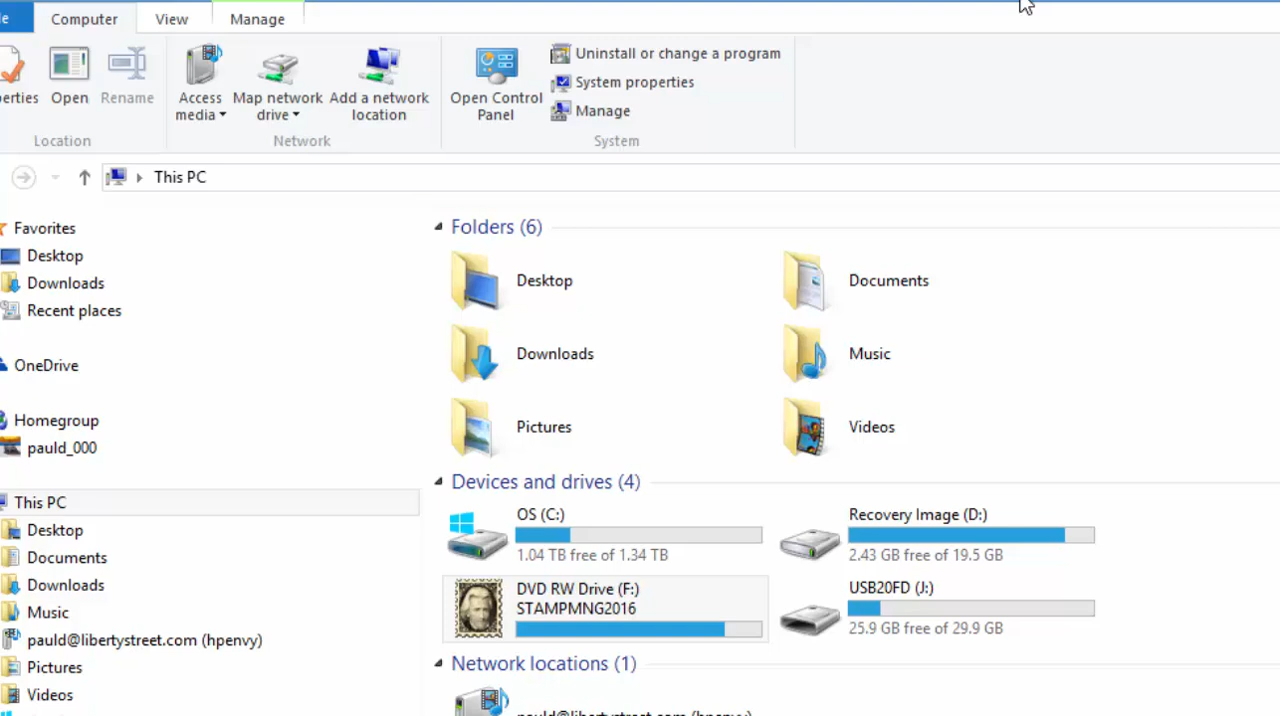 Computer
View
Manage
Open
Rename
Access media
Map network drive
Add a network location
Open Control Panel
Uninstall or change a program
System properties
Manage
Location
Network
System
This PC
Favorites
Desktop
Downloads
Recent places
OneDrive
Homegroup
pauld_000
This PC
Desktop
Documents
Downloads
Music
pauld@libertystreet.com (hpenvy)
Pictures
Videos
Folders (6)
Desktop
Documents
Downloads
Music
Pictures
Videos
Devices and drives (4)
OS (C:)
1.04 TB free of 1.34 TB
Recovery Image (D:)
2.43 GB free of 19.5 GB
DVD RW Drive (F:)
STAMPMNG2016
USB20FD (J:)
25.9 GB free of 29.9 GB
Network locations (1)
pauld@libertystreet.com (hpenvy)